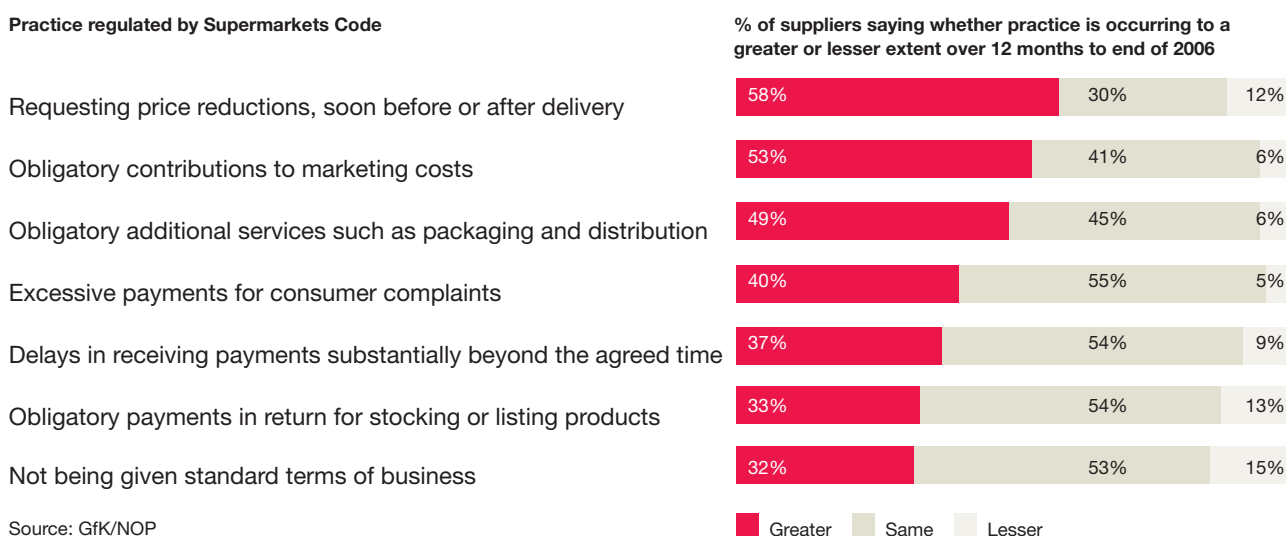 Practice regulated by Supermarkets Code
% of suppliers saying whether practice is occurring to a
greater or lesser extent over 12 months to end of 2006
Requesting price reductions, soon before or after delivery
58% 30% 12%
Obligatory contributions to marketing costs
53% 41% 6%
Obligatory additional services such as packaging and distribution
49% 45% 6%
Excessive payments for consumer complaints
40% 55% 5%
Delays in receiving payments substantially beyond the agreed time
37% 54% 9%
Obligatory payments in return for stocking or listing products
33% 54% 13%
Not being given standard terms of business
32% 53% 15%
Source: GfK/NOP
Greater Same Lesser